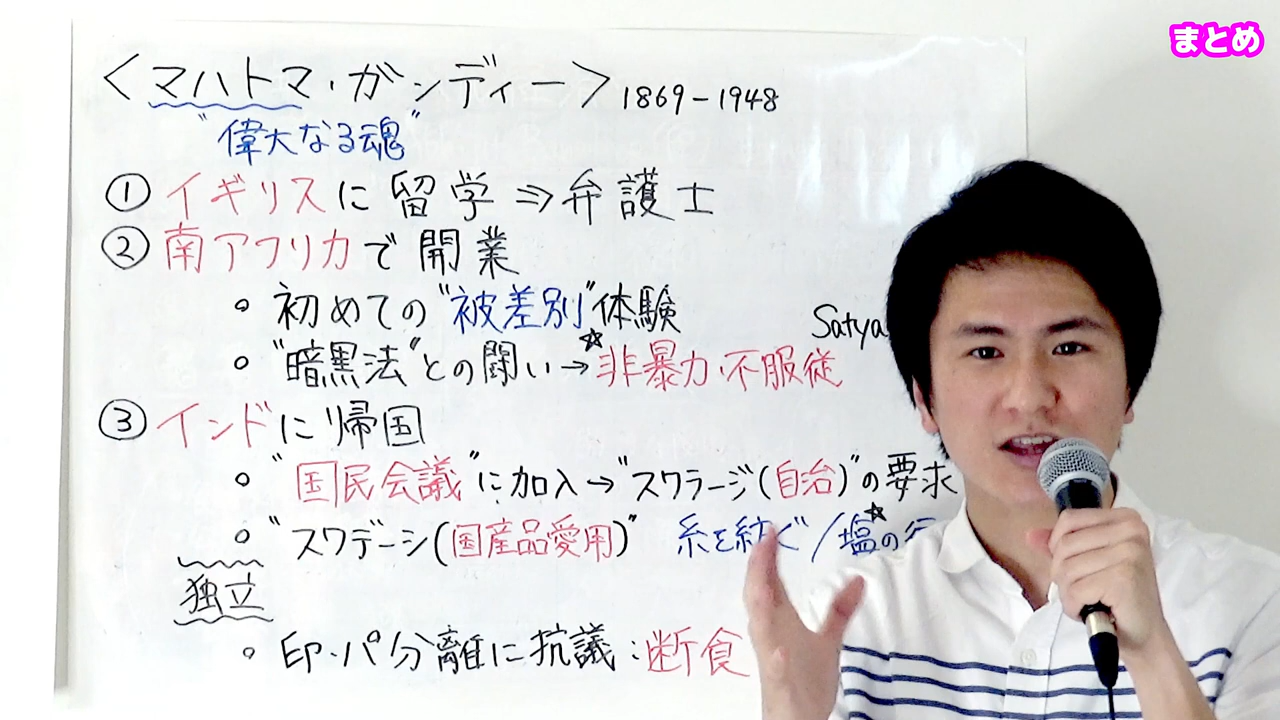 まとめ
<マハトマ・ガンディー> 1869-1948
"偉大なる魂"
① イギリスに留学⇒弁護士
② 南アフリカで開業
○ 初めての"被差別"体験
Satya
○ "暗黒法"との闘い→☆非暴力・不服従
③ インドに帰国
○ "国民会議"に加入→"スワラージ(自治)"の要求
○ "スワデーシ(国産品愛用)" 糸を紡ぐ/塩☆の行
独立
○ 印・パ分離に抗議:断食